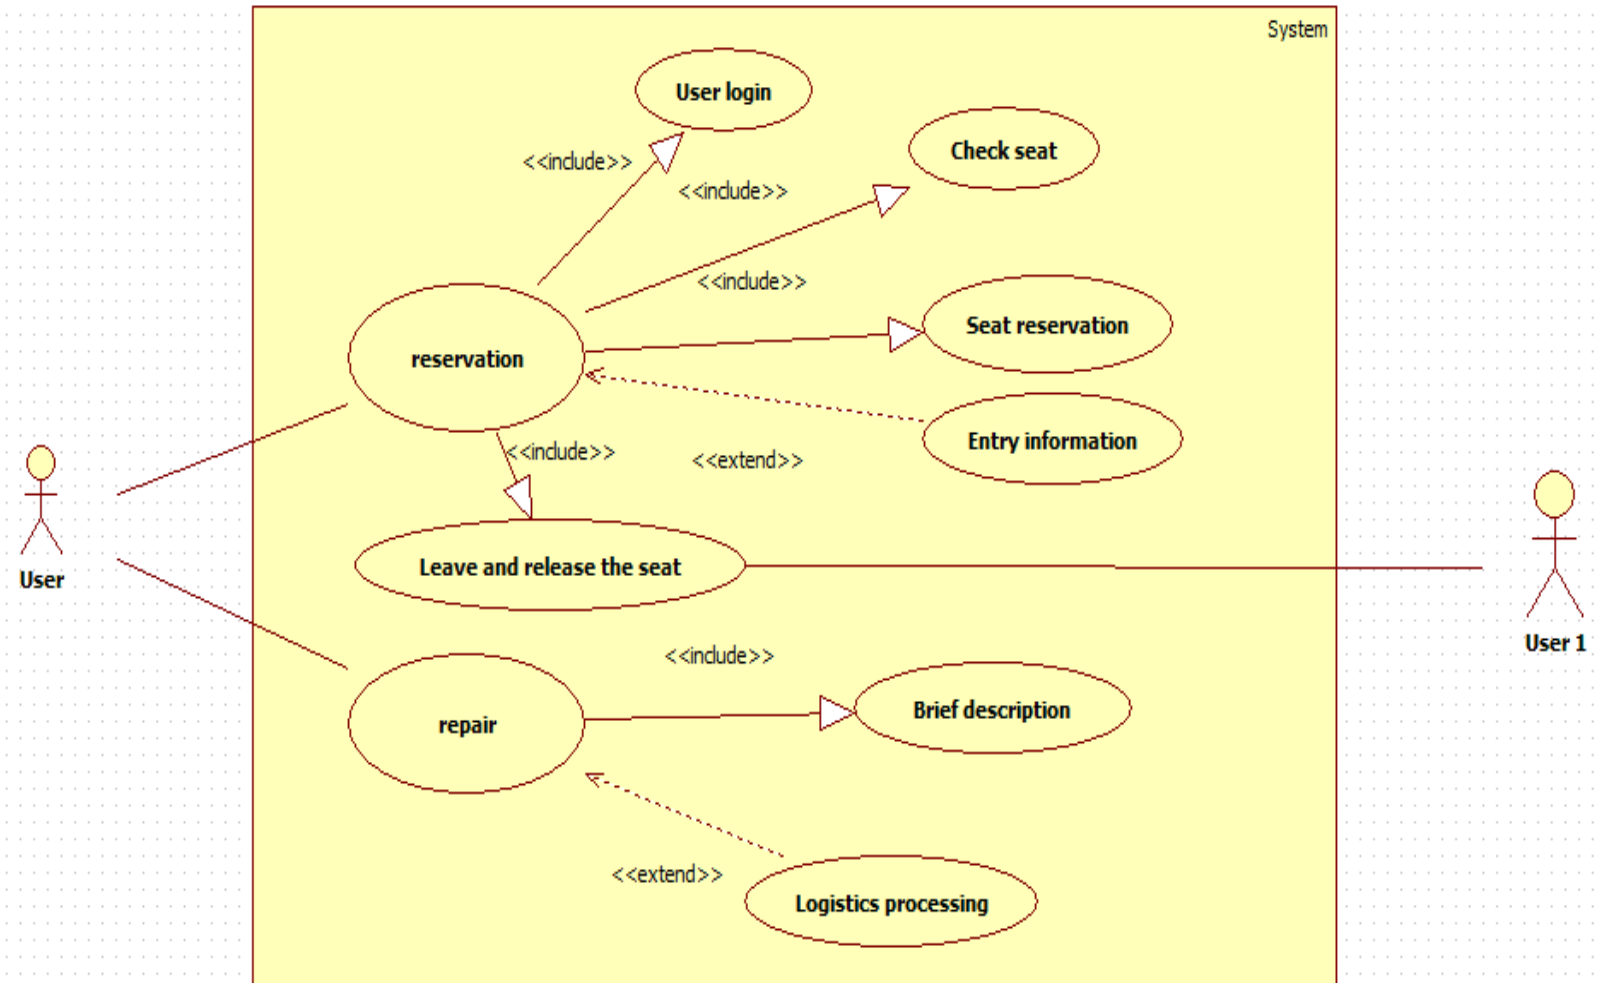 System
User login
<<include>>
Check seat
<<include>>
<<include>>
Seat reservation
reservation
Entry information
<<include>>
<<extend>>
User
Leave and release the seat
User 1
<<include>>
Brief description
repair
<<extend>>
Logistics processing